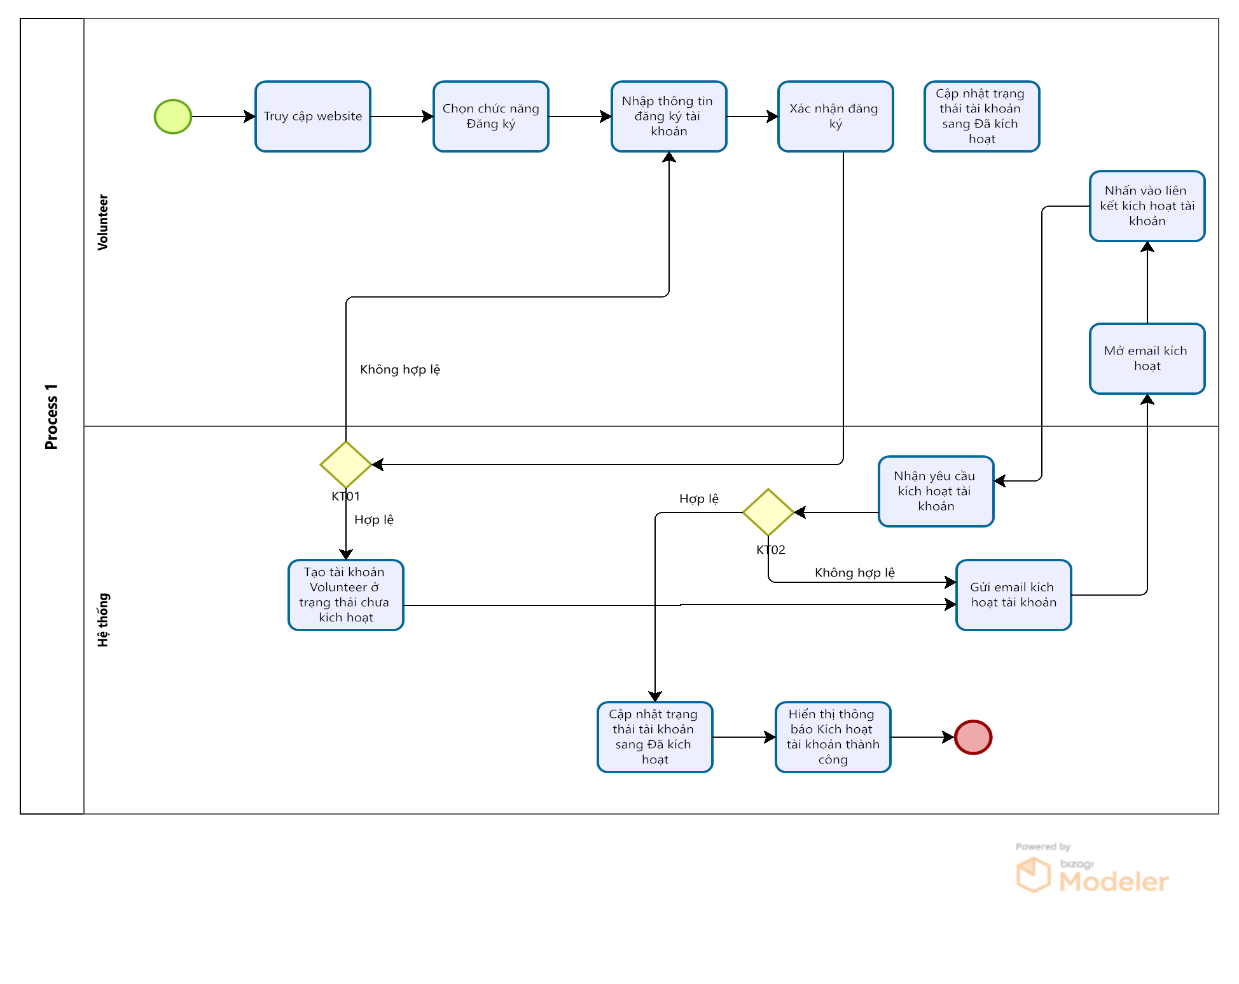 Process 1
Volunteer
Truy cập website
Chọn chức năng
Đăng ký
Nhập thông tin
đăng ký tài
khoản
Xác nhận đăng
ký
Cập nhật trạng
thái tài khoản
sang Đã kích
hoạt
Nhấn vào liên
kết kích hoạt tài
khoản
Mở email kích
hoạt
Không hợp lệ
Hệ thống
KT01
Hợp lệ
Tạo tài khoản
Volunteer ở
trạng thái chưa
kích hoạt
Hợp lệ
KT02
Không hợp lệ
Nhận yêu cầu
kích hoạt tài
khoản
Gửi email kích
hoạt tài khoản
Cập nhật trạng
thái tài khoản
sang Đã kích
hoạt
Hiển thị thông
báo Kích hoạt
tài khoản thành
công
Powered by
bizagi
Modeler